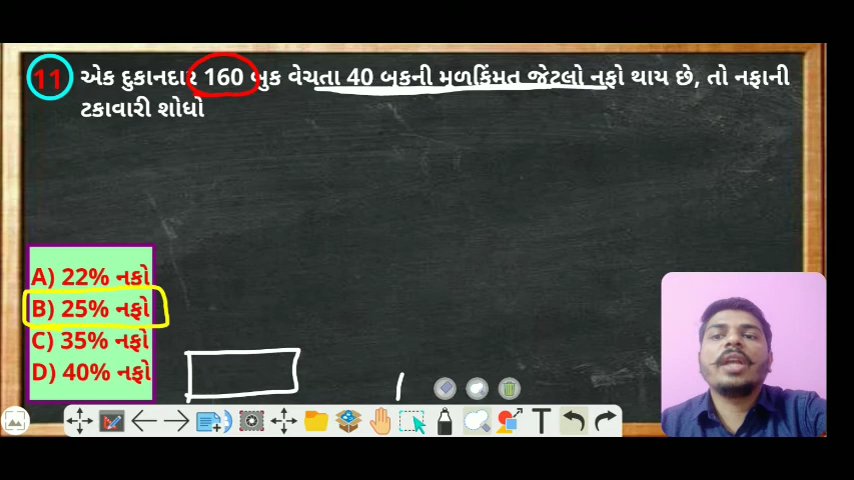 11 એક દુકાનદાર 160 બુક વેચતા 40 બુકની મૂળકિંમત જેટલો નફો થાય છે, તો નફાની
ટકાવારી શોધો
A) 22% નફો
B) 25% નફો
C) 35% નફો
D) 40% નફો
T